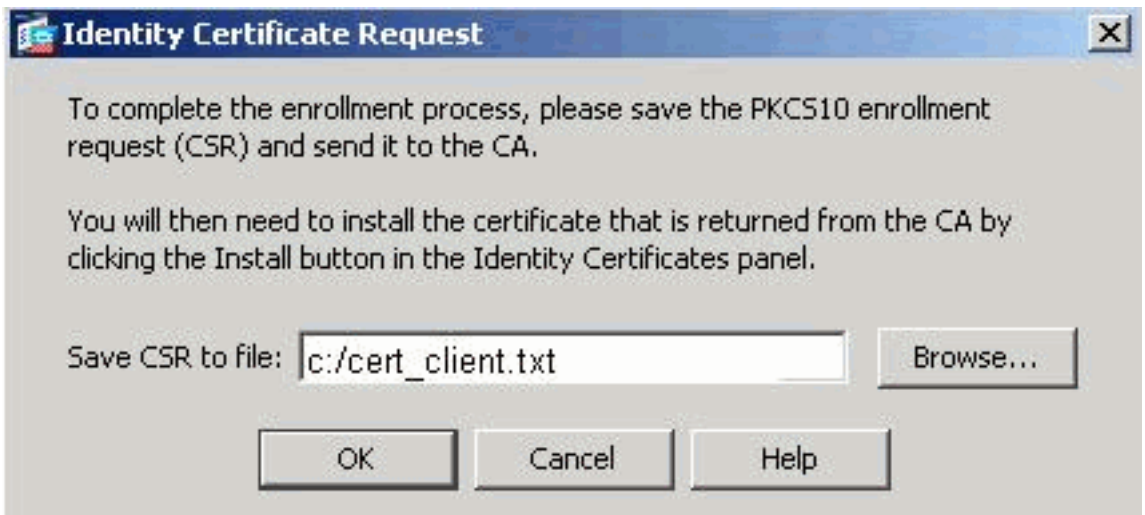 Identity Certificate Request
To complete the enrollment process, please save the PKCS10 enrollment
request (CSR) and send it to the CA.
You will then need to install the certificate that is returned from the CA by
clicking the Install button in the Identity Certificates panel.
Save CSR to file: c:/cert_client.txt Browse...
OK Cancel Help